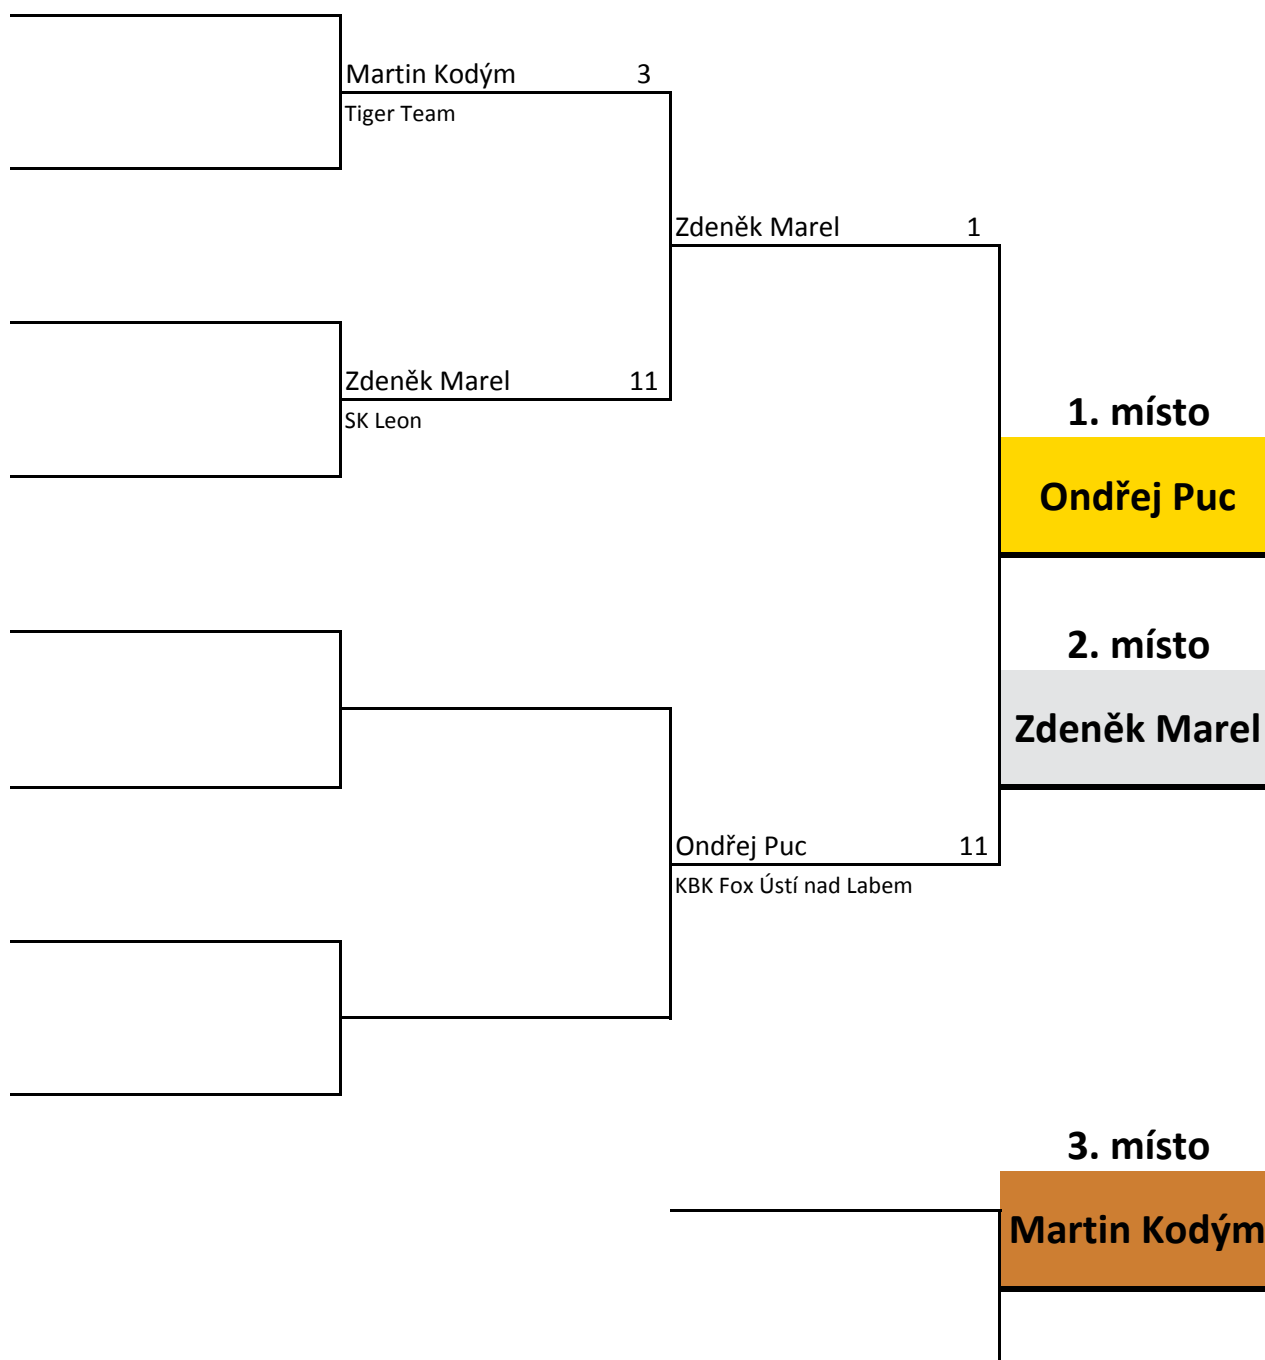 Martin Kodým 3
Tiger Team
Zdeněk Marel 1
Zdeněk Marel 11
SK Leon
1. místo
Ondřej Puc
2. místo
Zdeněk Marel
Ondřej Puc 11
KBK Fox Ústí nad Labem
3. místo
Martin Kodým